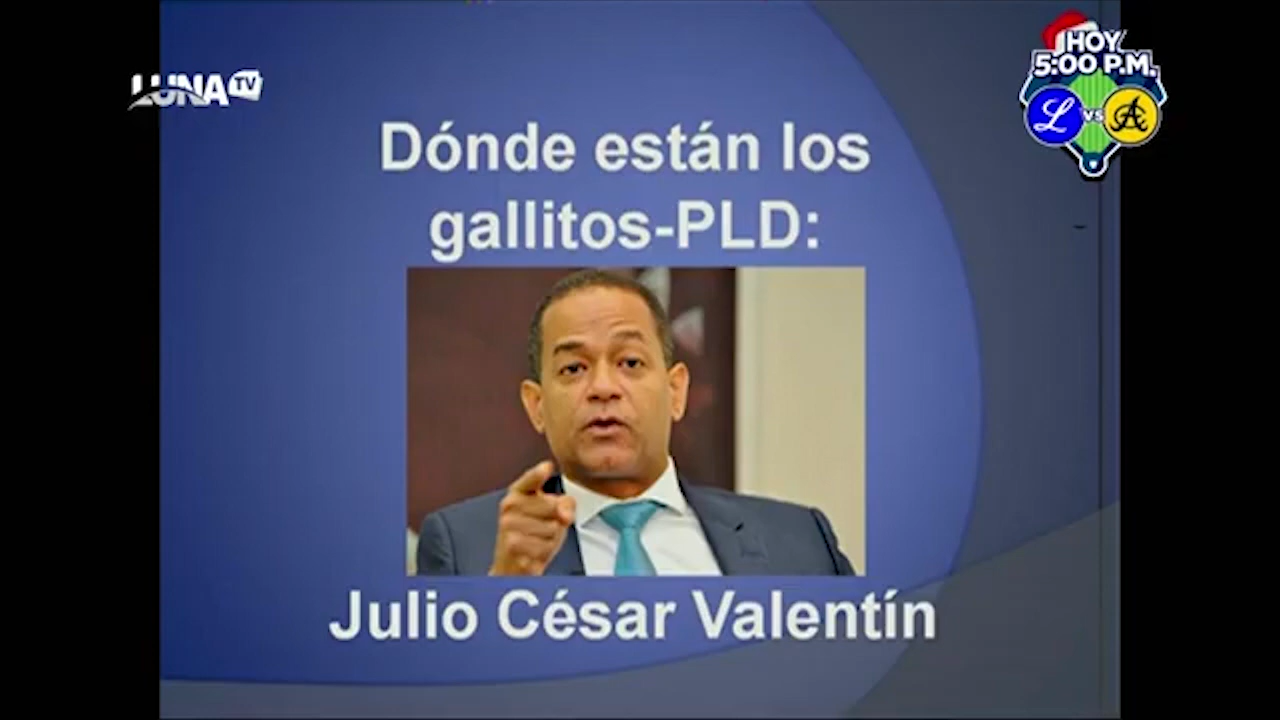 LUNA TV
HOY
5:00 P.M.
L VS A
Dónde están los
gallitos-PLD:
Julio César Valentín